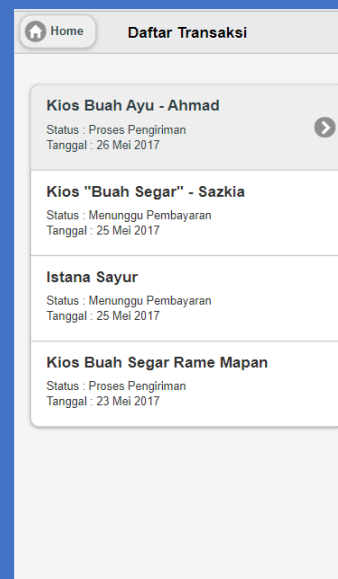 Home
Daftar Transaksi
Kios Buah Ayu - Ahmad
Status : Proses Pengiriman
Tanggal : 26 Mei 2017
Kios "Buah Segar" - Sazkia
Status : Menunggu Pembayaran
Tanggal : 25 Mei 2017
Istana Sayur
Status : Menunggu Pembayaran
Tanggal : 25 Mei 2017
Kios Buah Segar Rame Mapan
Status : Proses Pengiriman
Tanggal : 23 Mei 2017